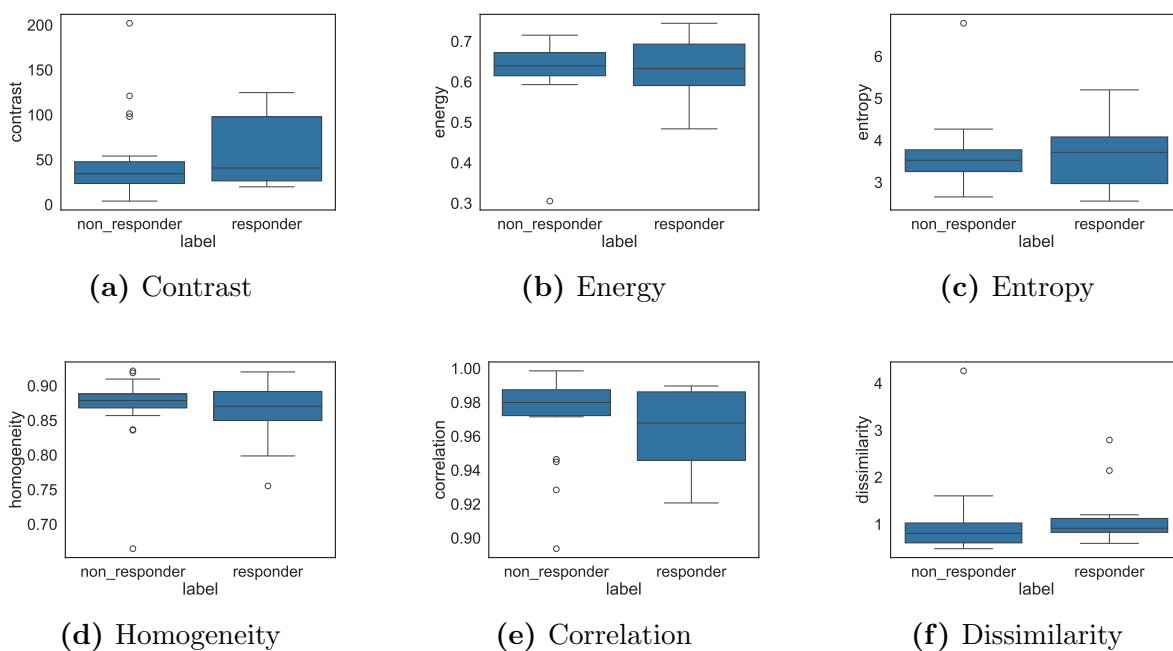 200
150
100
50
0
contrast
non_responder responder
label
(a) Contrast
0.7
0.6
0.5
0.4
0.3
energy
non_responder responder
label
(b) Energy
6
5
4
3
entropy
non_responder responder
label
(c) Entropy
0.90
0.85
0.80
0.75
0.70
homogeneity
non_responder responder
label
(d) Homogeneity
1.00
0.98
0.96
0.94
0.92
0.90
correlation
non_responder responder
label
(e) Correlation
4
3
2
1
dissimilarity
non_responder responder
label
(f) Dissimilarity